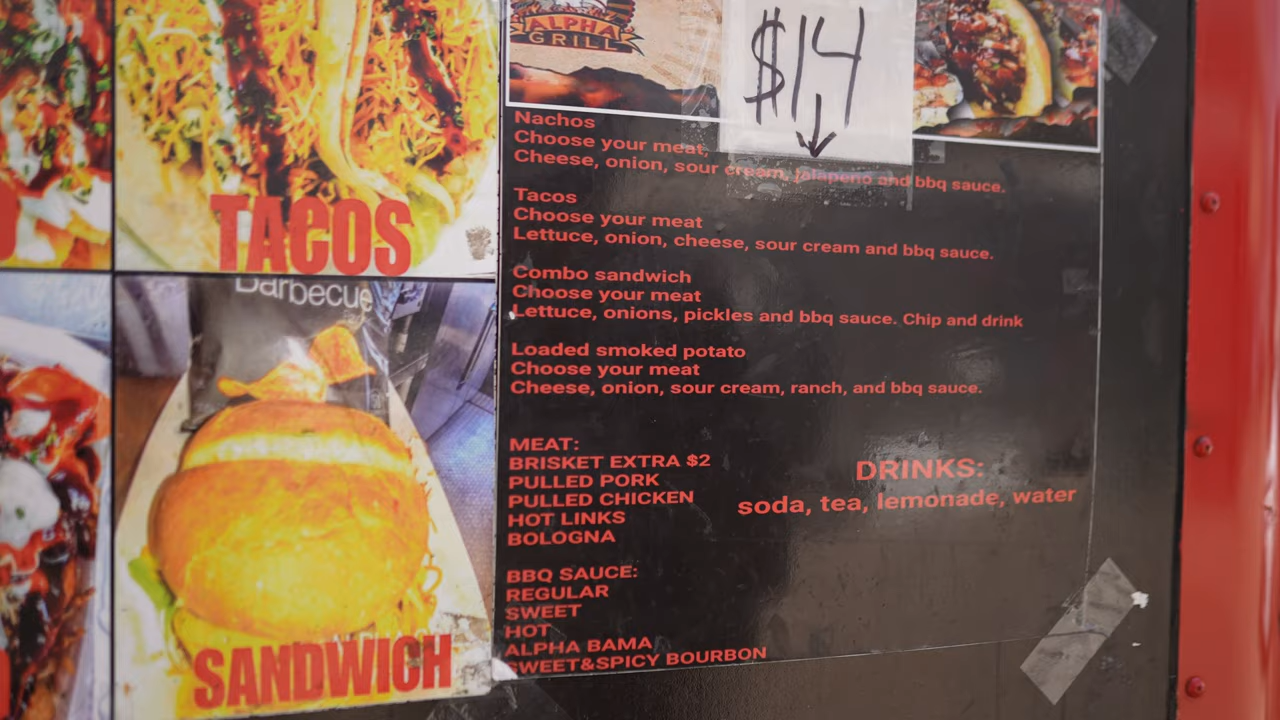 ALPHA
GRILL
$14
TACOS
Barbecue
SANDWICH
Nachos
Choose your meat,
Cheese, onion, sour cream, jalapeno and bbq sauce.
Tacos
Choose your meat
Lettuce, onion, cheese, sour cream and bbq sauce.
Combo sandwich
Choose your meat
Lettuce, onions, pickles and bbq sauce. Chip and drink
Loaded smoked potato
Choose your meat
Cheese, onion, sour cream, ranch, and bbq sauce.
MEAT:
BRISKET EXTRA $2
PULLED PORK
PULLED CHICKEN
HOT LINKS
BOLOGNA
BBQ SAUCE:
REGULAR
SWEET
HOT
ALPHA BAMA
SWEET&SPICY BOURBON
DRINKS:
soda, tea, lemonade, water